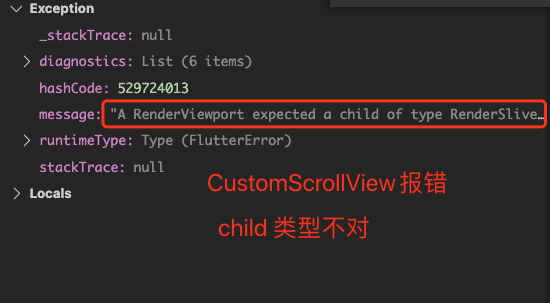 Exception
_stackTrace: null
diagnostics: List (6 items)
hashCode: 529724013
message: "A RenderViewport expected a child of type RenderSlive…
runtimeType: Type (FlutterError)
stackTrace: null
CustomScrollView 报错
Locals
child 类型不对